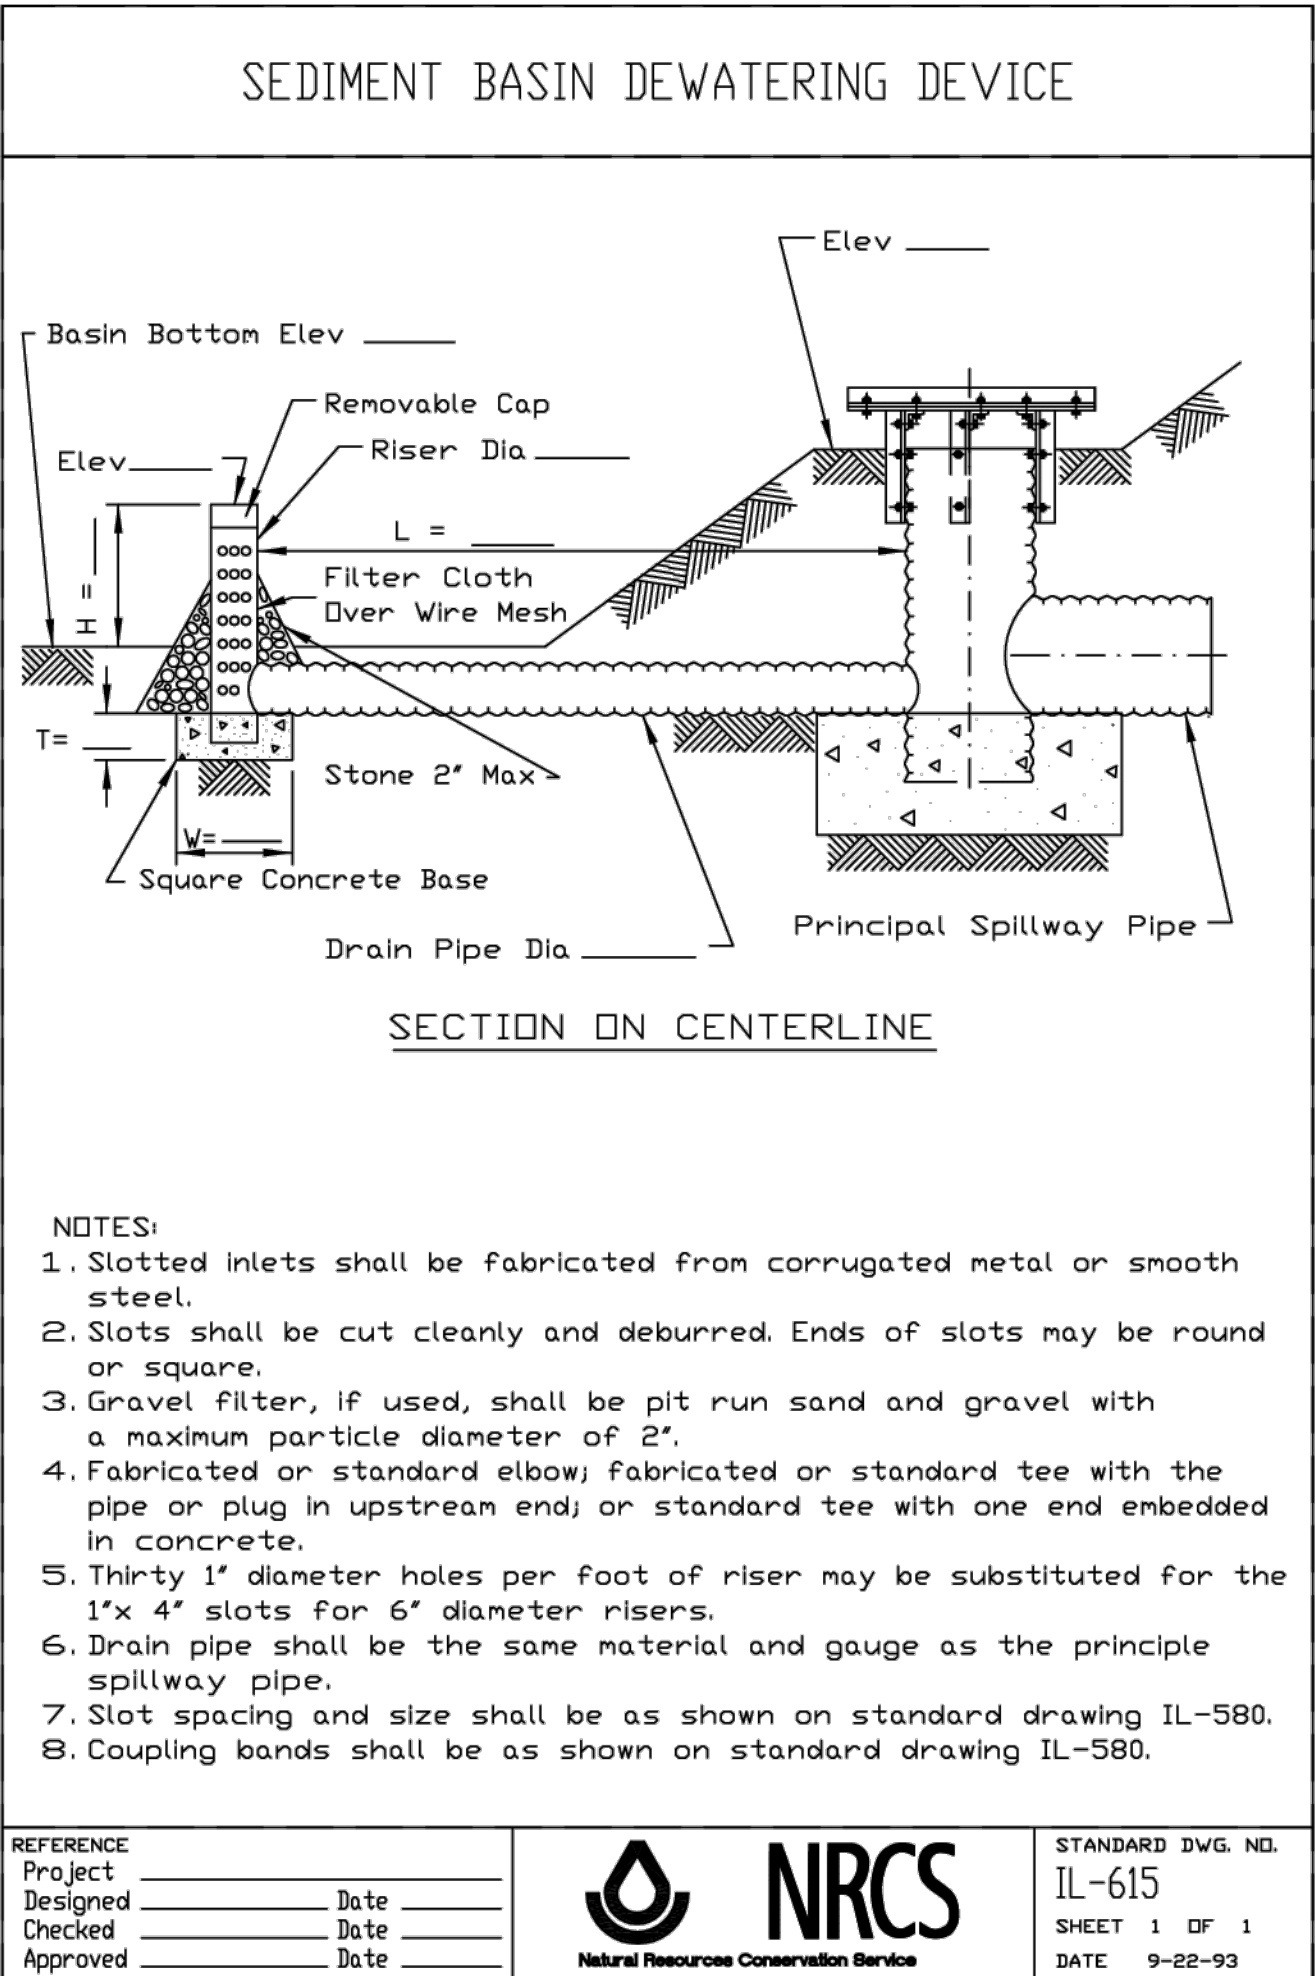 SEDIMENT BASIN DEWATERING DEVICE
Elev
Basin Bottom Elev
Removable Cap
Riser Dia
Elev
L =
H =
Filter Cloth
Over Wire Mesh
T=
Stone 2" Max
W=
Square Concrete Base
Principal Spillway Pipe
Drain Pipe Dia
SECTION ON CENTERLINE
NOTES:
1. Slotted inlets shall be fabricated from corrugated metal or smooth
steel.
2. Slots shall be cut cleanly and deburred. Ends of slots may be round
or square.
3. Gravel filter, if used, shall be pit run sand and gravel with
a maximum particle diameter of 2".
4. Fabricated or standard elbow; fabricated or standard tee with the
pipe or plug in upstream end; or standard tee with one end embedded
in concrete.
5. Thirty 1" diameter holes per foot of riser may be substituted for the
1"x 4" slots for 6" diameter risers.
6. Drain pipe shall be the same material and gauge as the principle
spillway pipe.
7. Slot spacing and size shall be as shown on standard drawing IL-580.
8. Coupling bands shall be as shown on standard drawing IL-580.
REFERENCE
Project
Designed Date
Checked Date
Approved Date
NRCS
Natural Resources Conservation Service
STANDARD DWG. NO.
IL-615
SHEET 1 OF 1
DATE 9-22-93